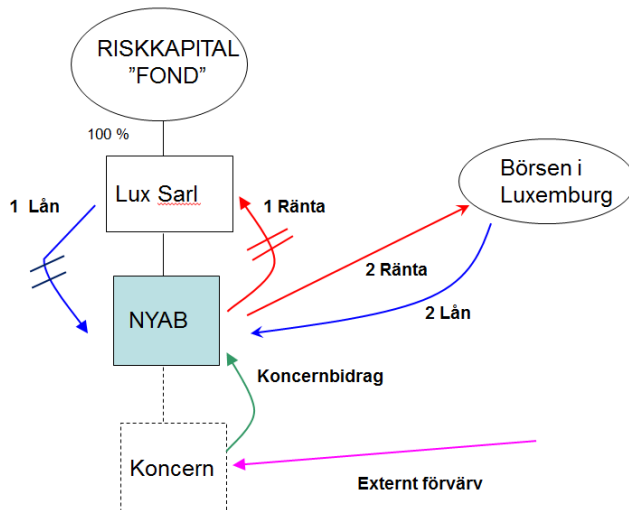 RISKKAPITAL
”FOND”
100 %
Lux Sarl
Börsen i
Luxemburg
1 Lån
1 Ränta
2 Ränta
2 Lån
NYAB
Koncernbidrag
Koncern
Externt förvärv